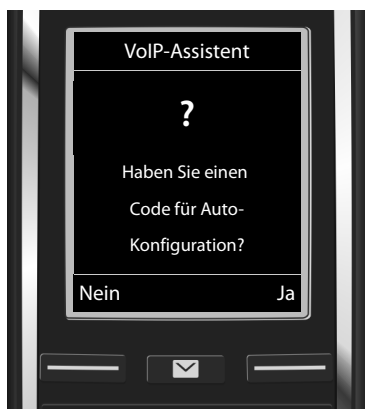 VoIP-Assistent
?
Haben Sie einen
Code für Auto-
Konfiguration?
Nein Ja